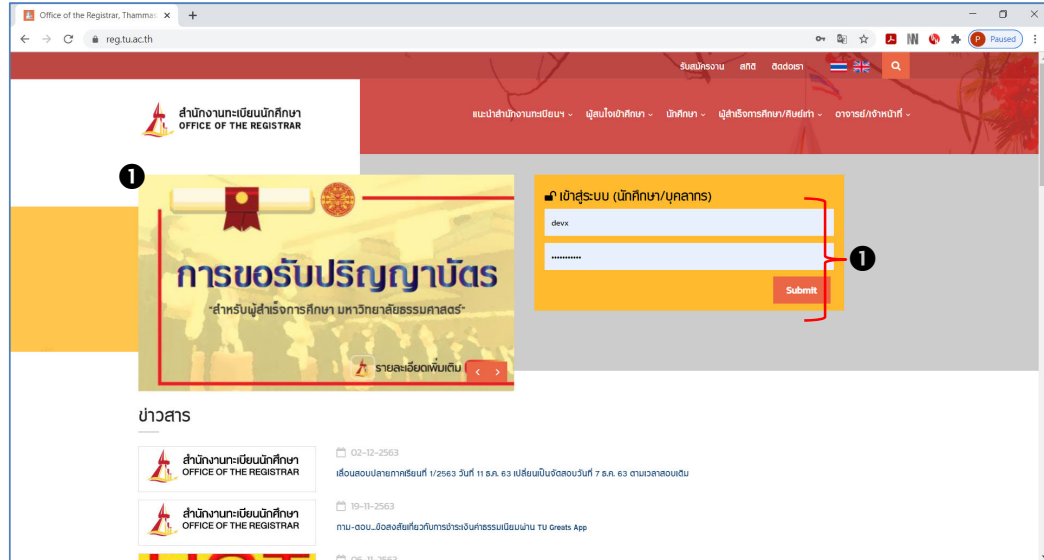 Office of the Registrar, Thammas
reg.tu.ac.th
P Paused
รับสมัครงาน สถิติ ติดต่อเรา
สำนักงานทะเบียนนักศึกษา
OFFICE OF THE REGISTRAR
แนะนำสำนักงานทะเบียนฯ ผู้สนใจเข้าศึกษา นักศึกษา ผู้สำเร็จการศึกษา/ศิษย์เก่า อาจารย์/เจ้าหน้าที่
1
การขอรับปริญญาบัตร
"สำหรับผู้สำเร็จการศึกษา มหาวิทยาลัยธรรมศาสตร์"
รายละเอียดเพิ่มเติม
เข้าสู่ระบบ (นักศึกษา/บุคลากร)
devx
•••••••••••
Submit
1
ข่าวสาร
สำนักงานทะเบียนนักศึกษา
OFFICE OF THE REGISTRAR
02-12-2563
เลื่อนสอบปลายภาคเรียนที่ 1/2563 วันที่ 11 ธ.ค. 63 เปลี่ยนเป็นจัดสอบวันที่ 7 ธ.ค. 63 ตามเวลาสอบเดิม
สำนักงานทะเบียนนักศึกษา
OFFICE OF THE REGISTRAR
19-11-2563
ถาม-ตอบ...ข้อสงสัยเกี่ยวกับการชำระเงินค่าธรรมเนียมผ่าน TU Greats App
06-11-2563